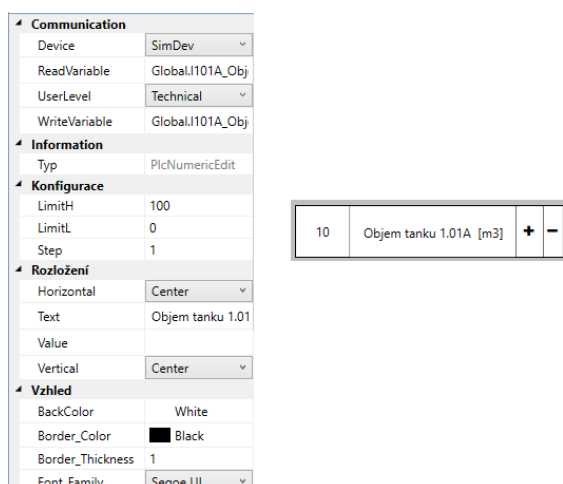 Communication
Device SimDev
ReadVariable Global.I101A_Obj
UserLevel Technical
WriteVariable Global.I101A_Obj
Information
Typ PlcNumericEdit
Konfigurace
LimitH 100
LimitL 0
Step 1
Rozložení
Horizontal Center
Text Objem tanku 1.01
Value
Vertical Center
Vzhled
BackColor White
Border_Color Black
Border_Thickness 1
Font_Family Segoe UI
10 Objem tanku 1.01A [m3] + −